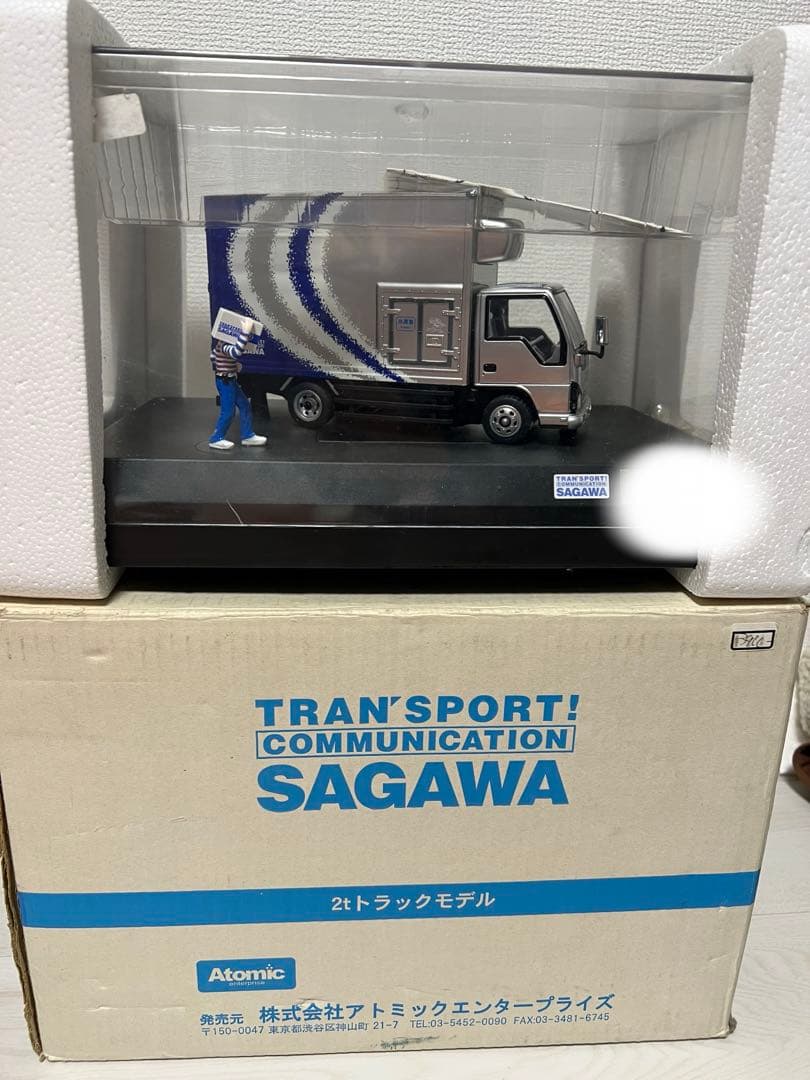 TRAN'SPORT!
COMMUNICATION
SAGAWA
TRAN'SPORT!
COMMUNICATION
SAGAWA
2tトラックモデル
Atomic
enterprise
発売元 株式会社アトミックエンタープライズ
〒150-0047 東京都渋谷区神山町 21-7 TEL:03-5452-0090 FAX:03-3481-6745